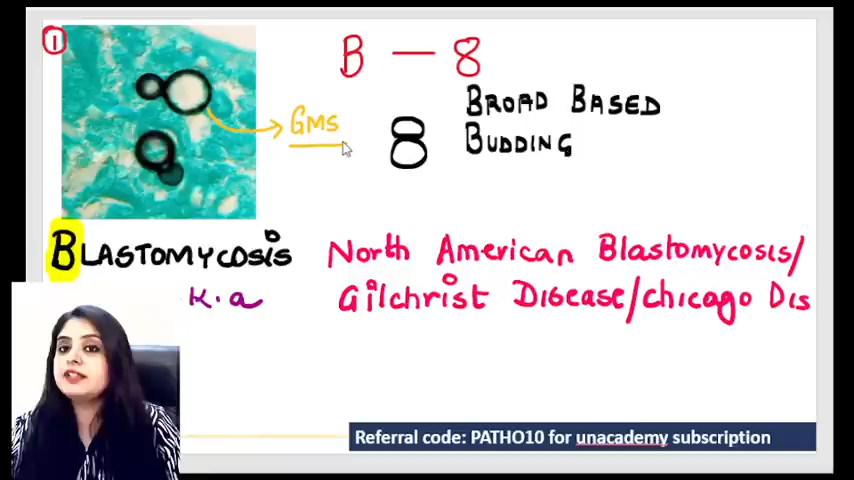 1
B — 8
GMS
8
BROAD BASED
BUDDING
BLASTOMYCOSIS
North American Blastomycosis/
K.a
Gilchrist Disease/Chicago Dis
Referral code: PATHO10 for unacademy subscription